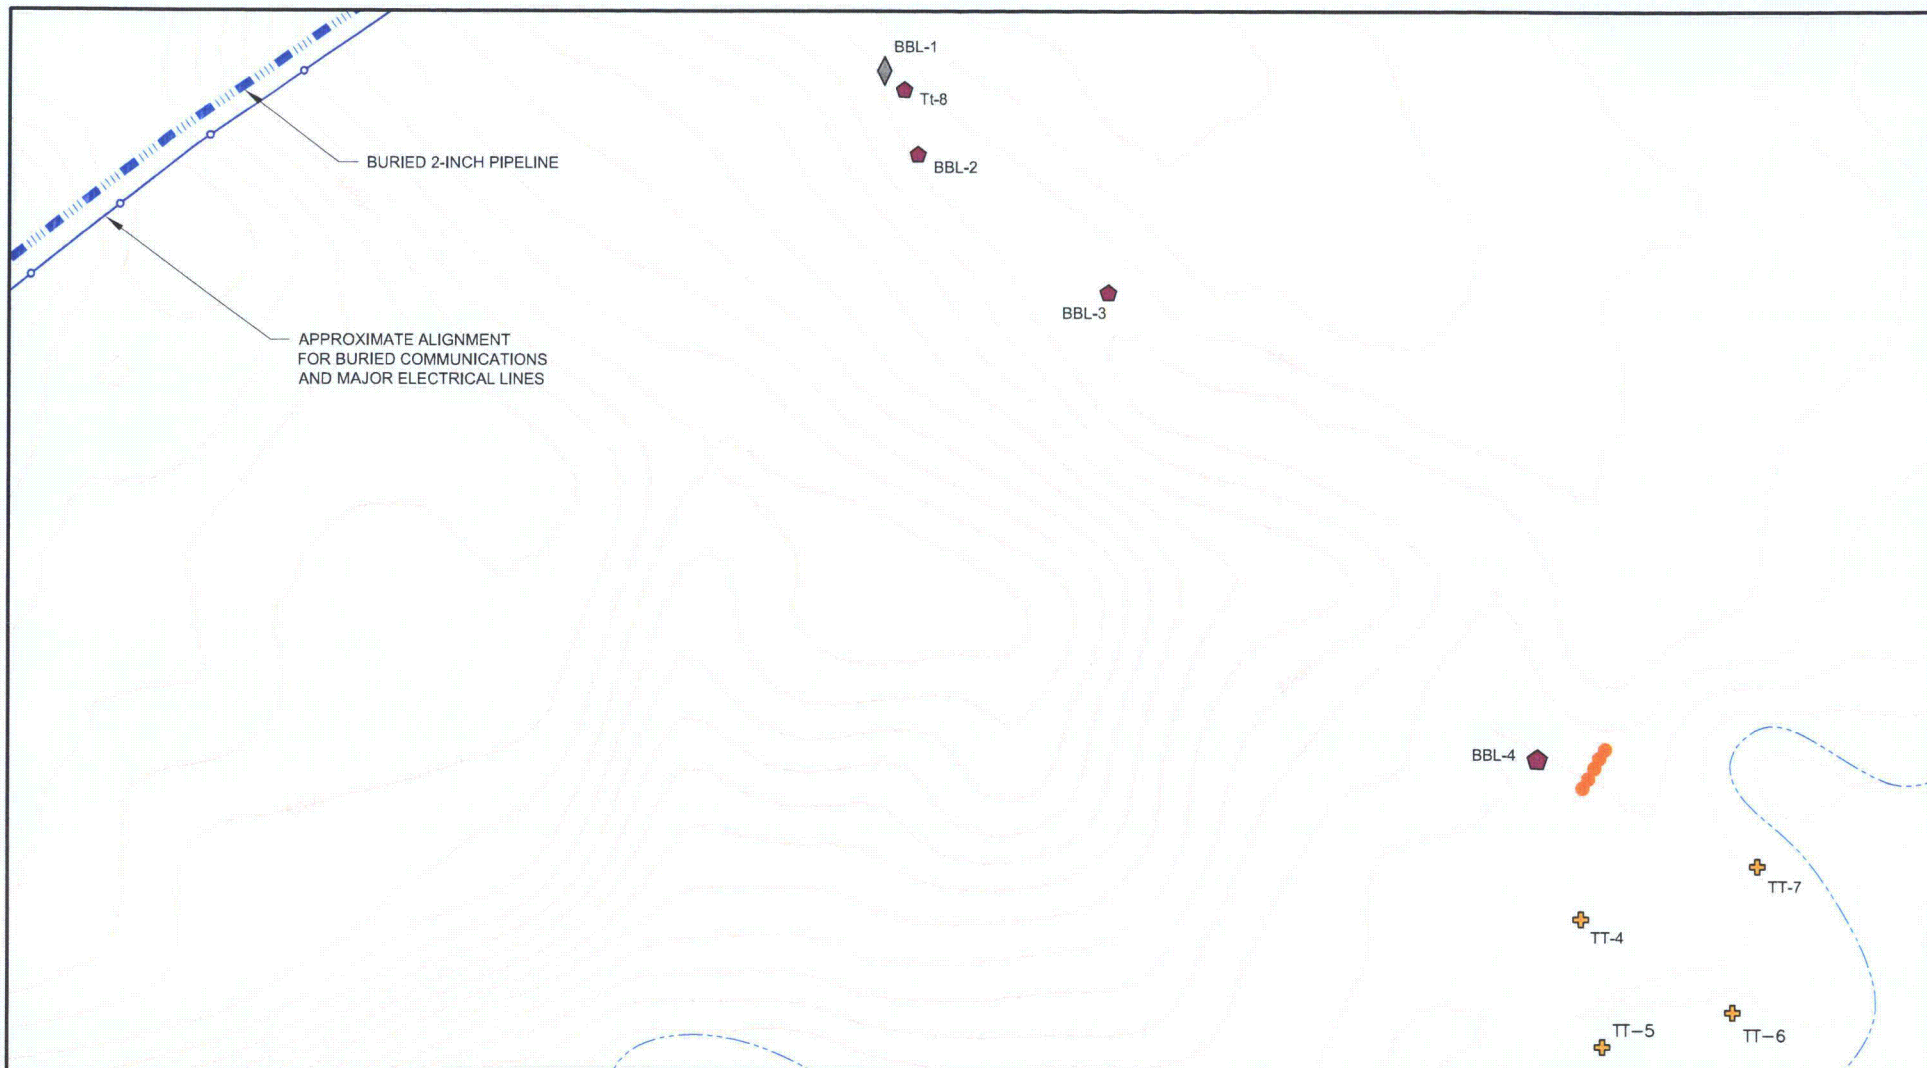 BBL-1
Tt-8
BURIED 2-INCH PIPELINE
BBL-2
BBL-3
APPROXIMATE ALIGNMENT
FOR BURIED COMMUNICATIONS
AND MAJOR ELECTRICAL LINES
BBL-4
TT-7
TT-4
TT-5
TT-6